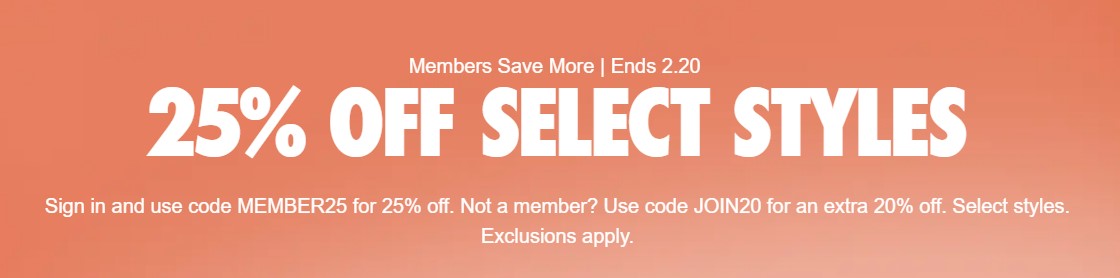 Members Save More | Ends 2.20
25% OFF SELECT STYLES
Sign in and use code MEMBER25 for 25% off. Not a member? Use code JOIN20 for an extra 20% off. Select styles.
Exclusions apply.